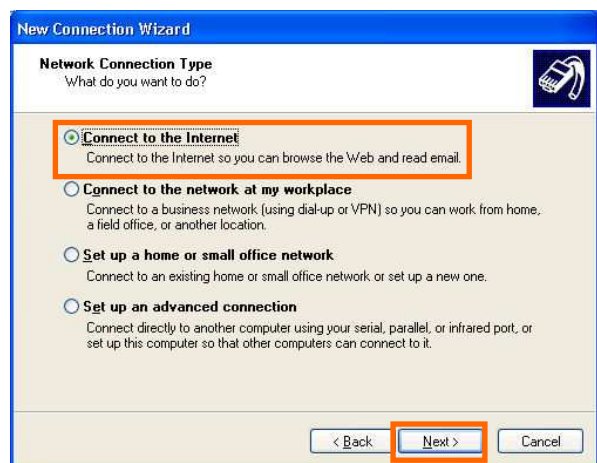 New Connection Wizard
Network Connection Type
What do you want to do?
Connect to the Internet
Connect to the Internet so you can browse the Web and read email.
Connect to the network at my workplace
Connect to a business network (using dial-up or VPN) so you can work from home,
a field office, or another location.
Set up a home or small office network
Connect to an existing home or small office network or set up a new one.
Set up an advanced connection
Connect directly to another computer using your serial, parallel, or infrared port, or
set up this computer so that other computers can connect to it.
< Back Next > Cancel